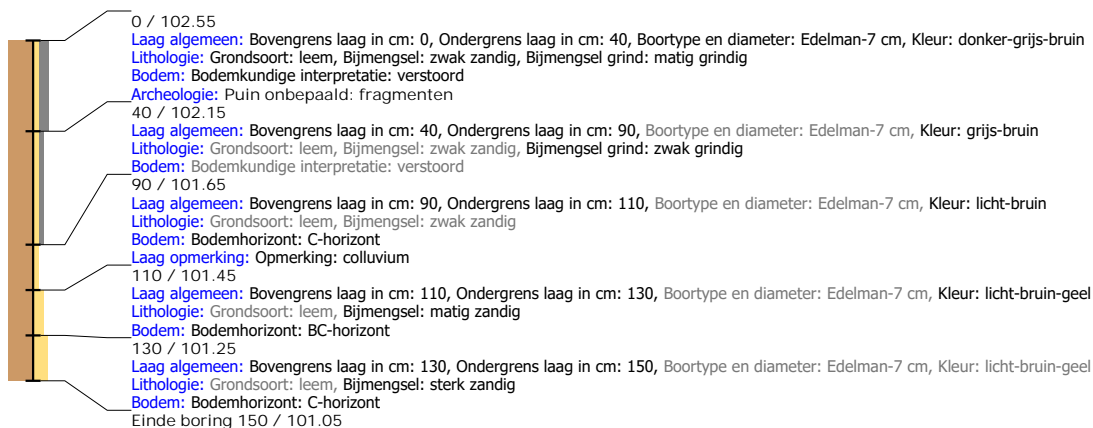 0 / 102.55
Laag algemeen: Bovengrens laag in cm: 0, Ondergrens laag in cm: 40, Boortype en diameter: Edelman-7 cm, Kleur: donker-grijs-bruin
Lithologie: Grondsoort: leem, Bijmengsel: zwak zandig, Bijmengsel grind: matig grindig
Bodem: Bodemkundige interpretatie: verstoord
Archeologie: Puin onbepaald: fragmenten
40 / 102.15
Laag algemeen: Bovengrens laag in cm: 40, Ondergrens laag in cm: 90, Boortype en diameter: Edelman-7 cm, Kleur: grijs-bruin
Lithologie: Grondsoort: leem, Bijmengsel: zwak zandig, Bijmengsel grind: zwak grindig
Bodem: Bodemkundige interpretatie: verstoord
90 / 101.65
Laag algemeen: Bovengrens laag in cm: 90, Ondergrens laag in cm: 110, Boortype en diameter: Edelman-7 cm, Kleur: licht-bruin
Lithologie: Grondsoort: leem, Bijmengsel: zwak zandig
Bodem: Bodemhorizont: C-horizont
Laag opmerking: Opmerking: colluvium
110 / 101.45
Laag algemeen: Bovengrens laag in cm: 110, Ondergrens laag in cm: 130, Boortype en diameter: Edelman-7 cm, Kleur: licht-bruin-geel
Lithologie: Grondsoort: leem, Bijmengsel: matig zandig
Bodem: Bodemhorizont: BC-horizont
130 / 101.25
Laag algemeen: Bovengrens laag in cm: 130, Ondergrens laag in cm: 150, Boortype en diameter: Edelman-7 cm, Kleur: licht-bruin-geel
Lithologie: Grondsoort: leem, Bijmengsel: sterk zandig
Bodem: Bodemhorizont: C-horizont
Einde boring 150 / 101.05